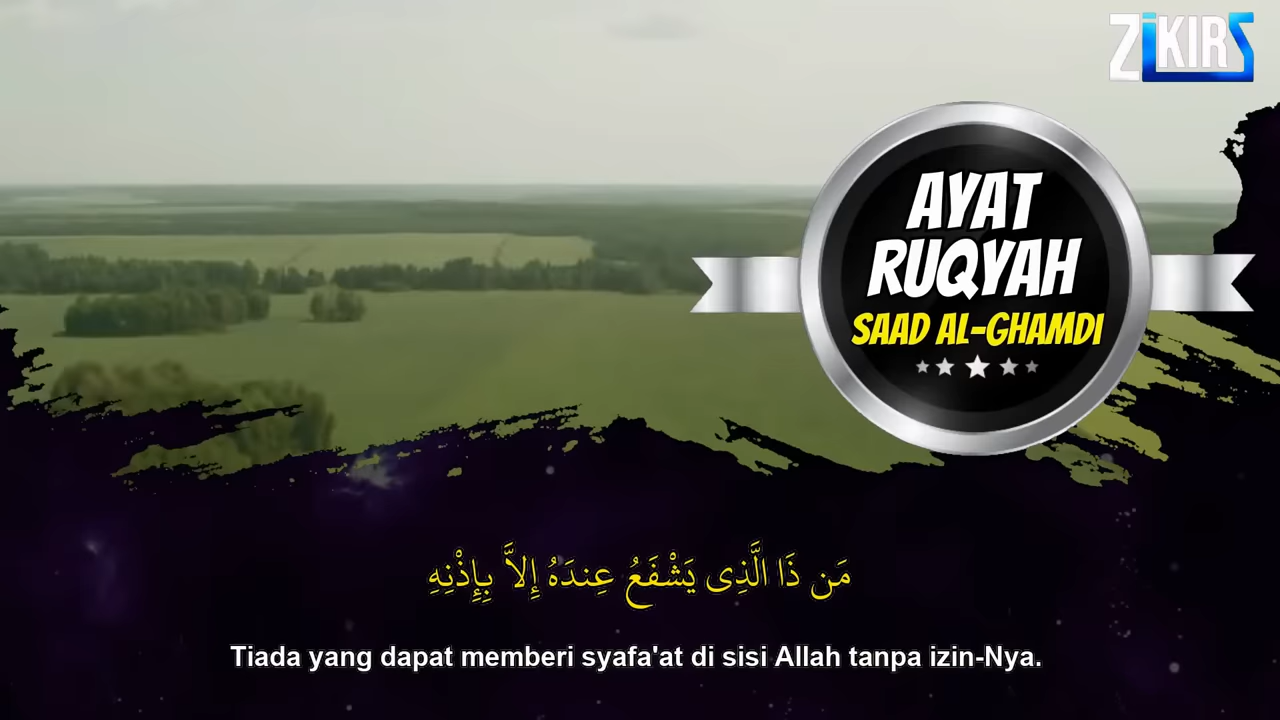 ZiKIRS
AYAT
RUQYAH
SAAD AL-GHAMDI
مَن ذَا الَّذِى يَشْفَعُ عِندَهُ إِلاَّ بِإِذْنِهِ
Tiada yang dapat memberi syafa'at di sisi Allah tanpa izin-Nya.